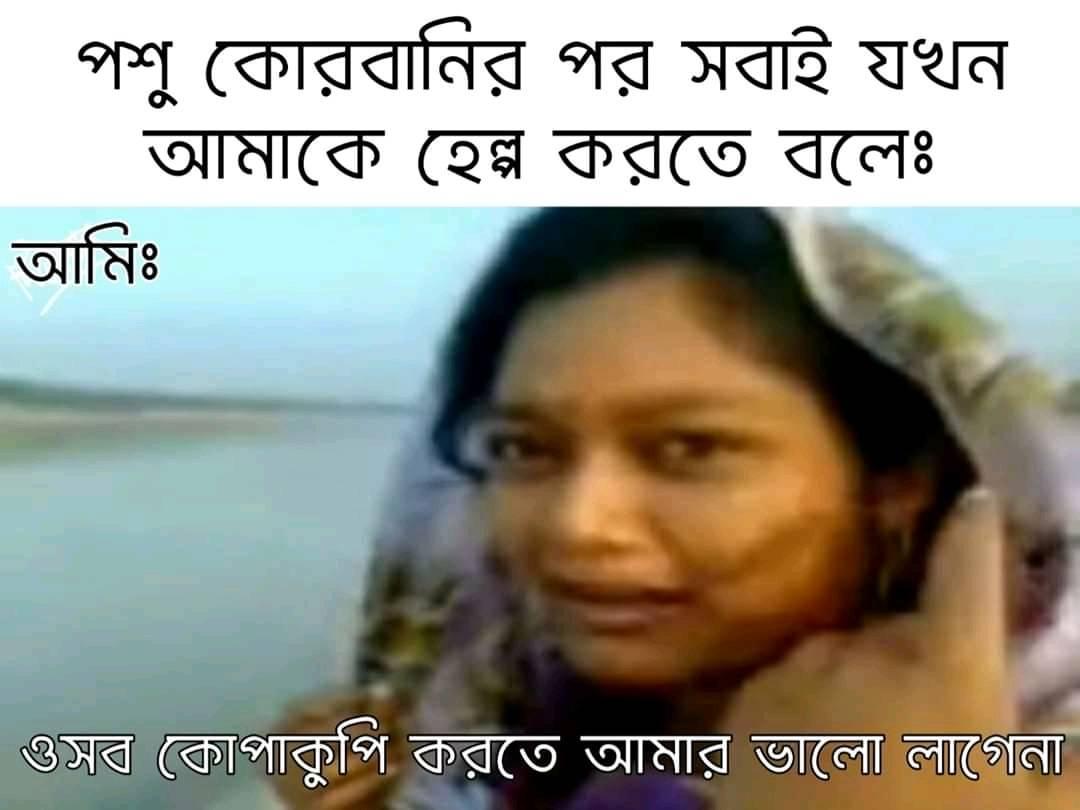 পশু কোরবানির পর সবাই যখন
আমাকে হেল্প করতে বলেঃ
আমিঃ
ওসব কোপাকুপি করতে আমার ভালো লাগেনা